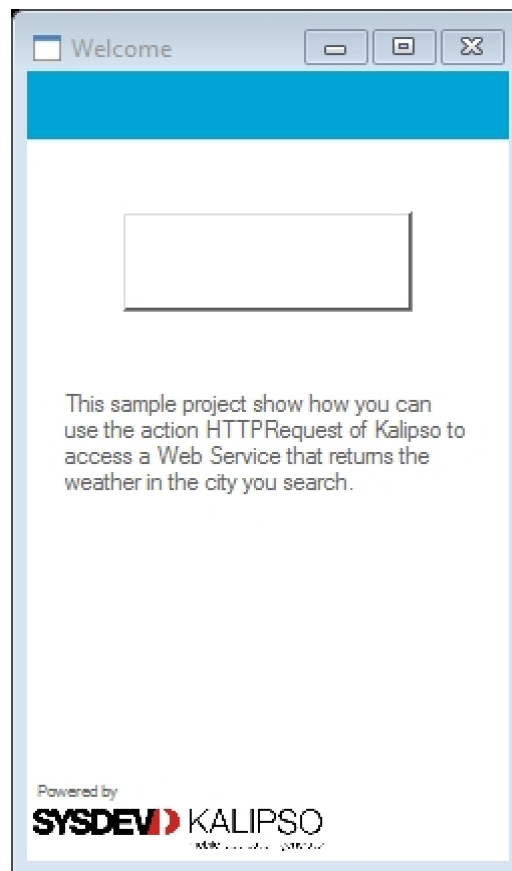 Welcome
This sample project show how you can
use the action HTTPRequest of Kalipso to
access a Web Service that returns the
weather in the city you search.
Powered by
SYSDEV KALIPSO